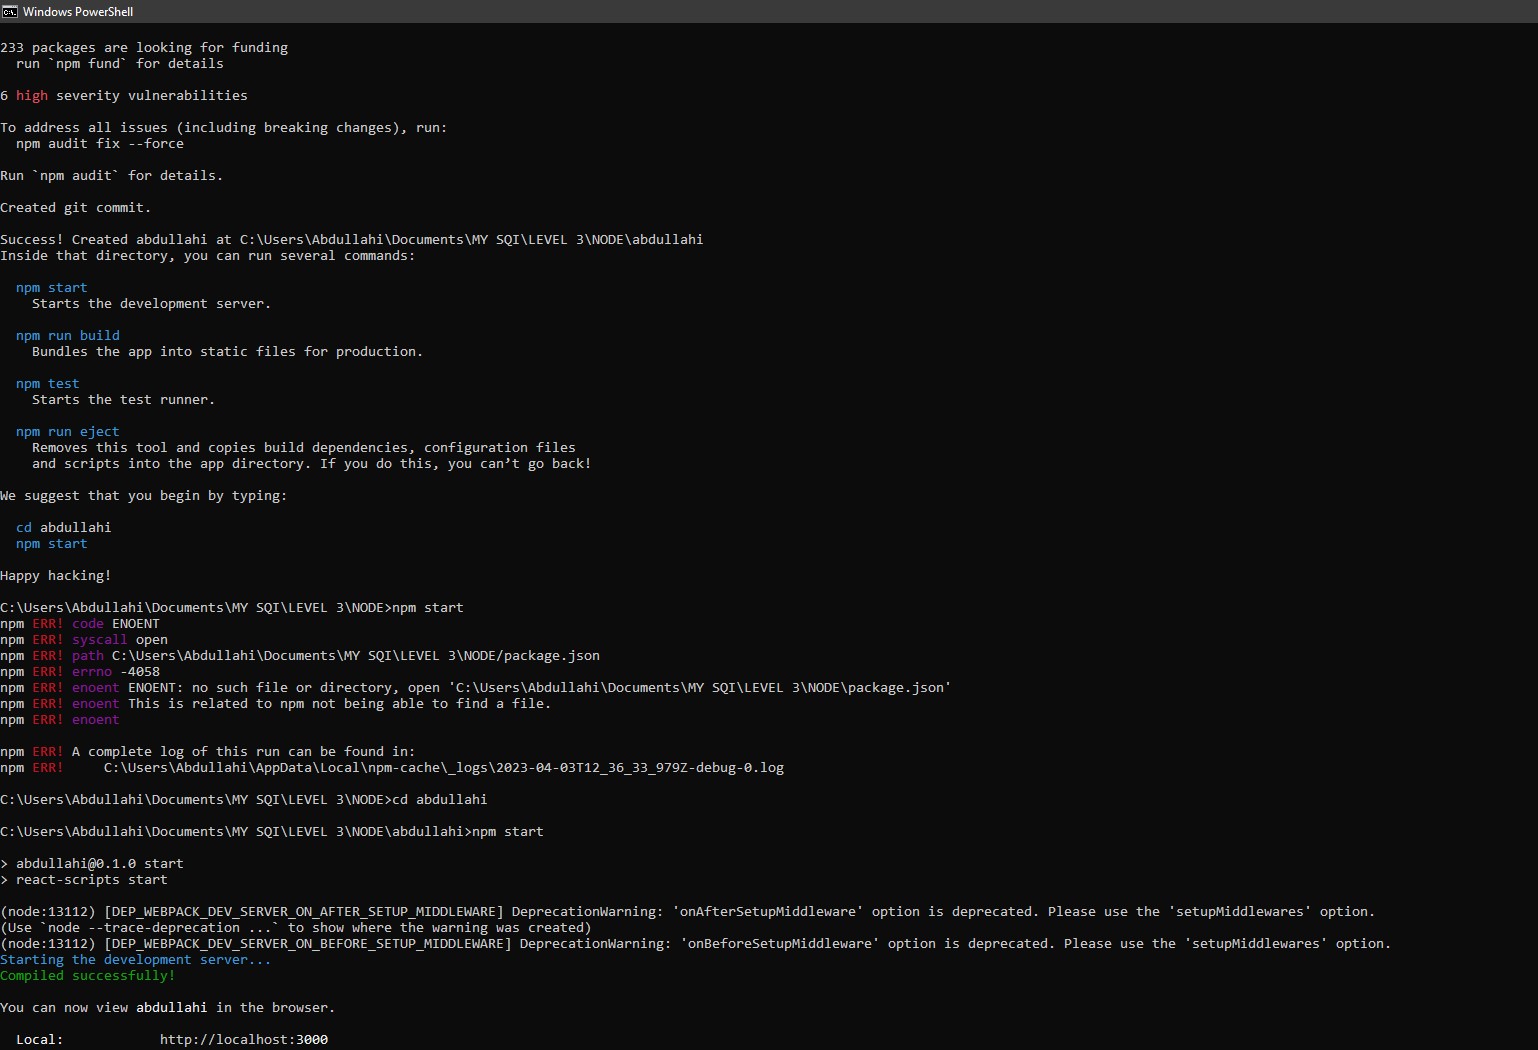 Windows PowerShell
233 packages are looking for funding
  run `npm fund` for details
6 high severity vulnerabilities
To address all issues (including breaking changes), run:
  npm audit fix --force
Run `npm audit` for details.
Created git commit.
Success! Created abdullahi at C:\Users\Abdullahi\Documents\MY SQI\LEVEL 3\NODE\abdullahi
Inside that directory, you can run several commands:
  npm start
    Starts the development server.
  npm run build
    Bundles the app into static files for production.
  npm test
    Starts the test runner.
  npm run eject
    Removes this tool and copies build dependencies, configuration files
    and scripts into the app directory. If you do this, you can’t go back!
We suggest that you begin by typing:
  cd abdullahi
  npm start
Happy hacking!
C:\Users\Abdullahi\Documents\MY SQI\LEVEL 3\NODE>npm start
npm ERR! code ENOENT
npm ERR! syscall open
npm ERR! path C:\Users\Abdullahi\Documents\MY SQI\LEVEL 3\NODE/package.json
npm ERR! errno -4058
npm ERR! enoent ENOENT: no such file or directory, open 'C:\Users\Abdullahi\Documents\MY SQI\LEVEL 3\NODE\package.json'
npm ERR! enoent This is related to npm not being able to find a file.
npm ERR! enoent
npm ERR! A complete log of this run can be found in:
npm ERR!     C:\Users\Abdullahi\AppData\Local\npm-cache\_logs\2023-04-03T12_36_33_979Z-debug-0.log
C:\Users\Abdullahi\Documents\MY SQI\LEVEL 3\NODE>cd abdullahi
C:\Users\Abdullahi\Documents\MY SQI\LEVEL 3\NODE\abdullahi>npm start
> abdullahi@0.1.0 start
> react-scripts start
(node:13112) [DEP_WEBPACK_DEV_SERVER_ON_AFTER_SETUP_MIDDLEWARE] DeprecationWarning: 'onAfterSetupMiddleware' option is deprecated. Please use the 'setupMiddlewares' option.
(Use `node --trace-deprecation ...` to show where the warning was created)
(node:13112) [DEP_WEBPACK_DEV_SERVER_ON_BEFORE_SETUP_MIDDLEWARE] DeprecationWarning: 'onBeforeSetupMiddleware' option is deprecated. Please use the 'setupMiddlewares' option.
Starting the development server...
Compiled successfully!
You can now view abdullahi in the browser.
  Local:            http://localhost:3000